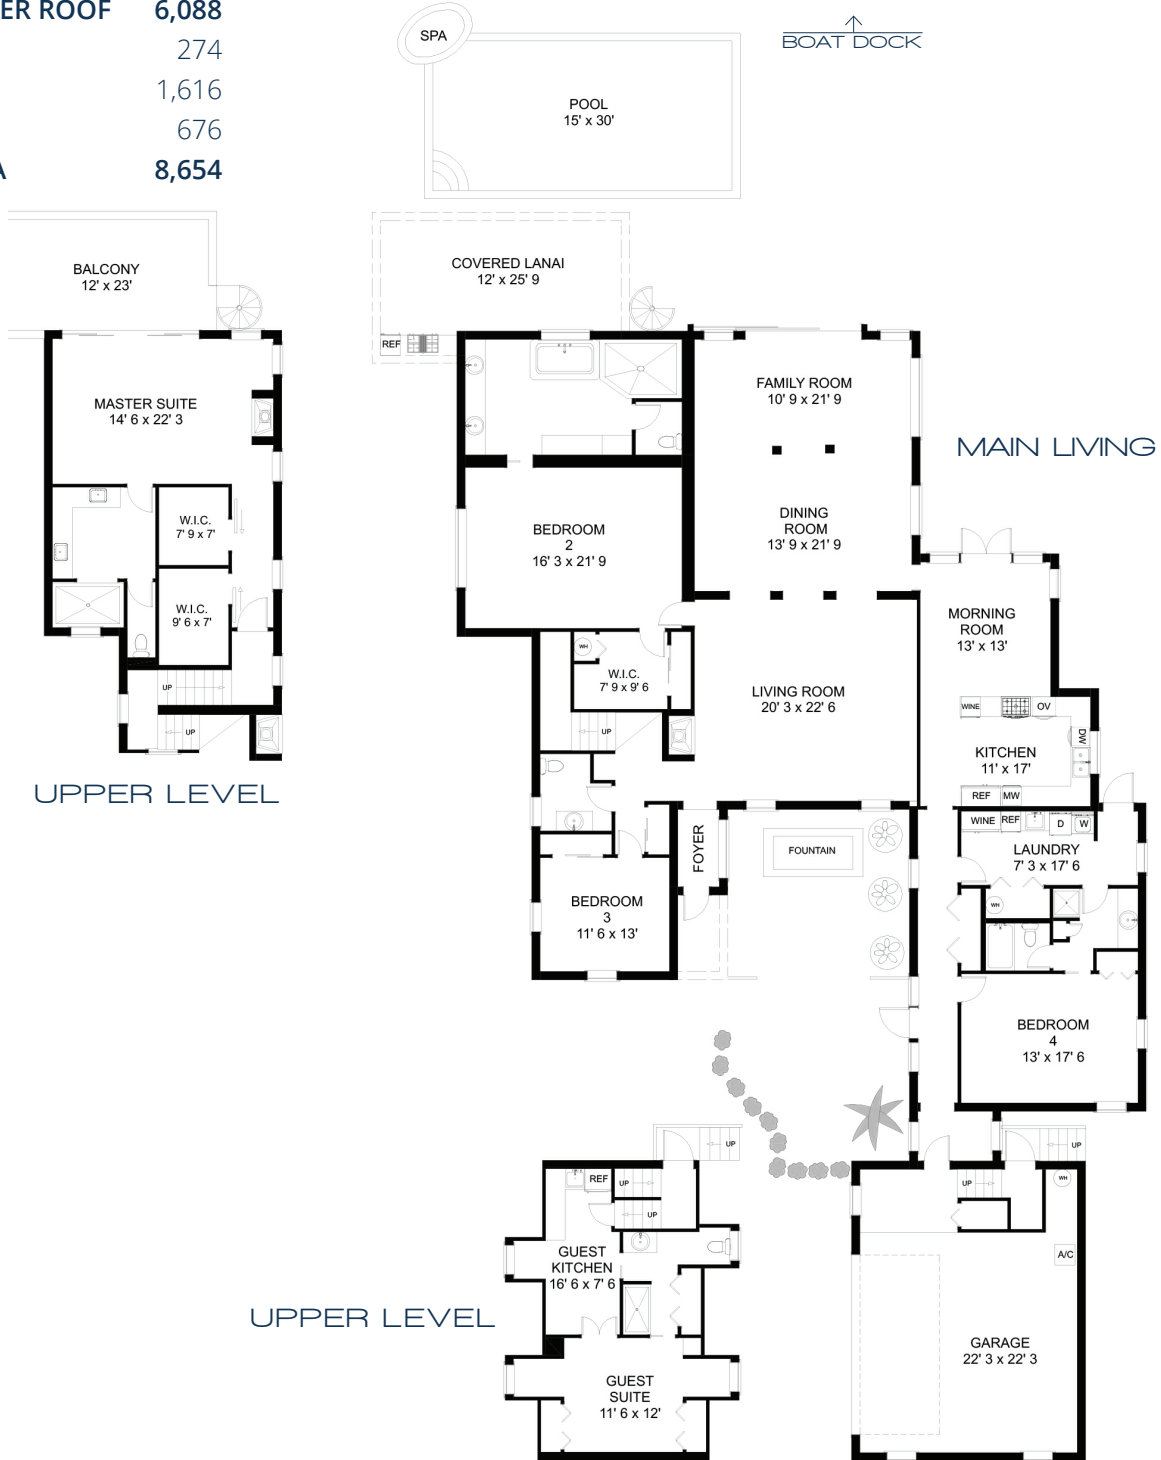 ER ROOF 6,088
274
1,616
676
A 8,654
SPA
POOL
15' x 30'
BOAT DOCK
BALCONY
12' x 23'
COVERED LANAI
12' x 25' 9
REF
MASTER SUITE
14' 6 x 22' 3
W.I.C.
7' 9 x 7'
W.I.C.
9' 6 x 7'
UP
UP
UPPER LEVEL
FAMILY ROOM
10' 9 x 21' 9
MAIN LIVING
DINING
ROOM
13' 9 x 21' 9
BEDROOM
2
16' 3 x 21' 9
WH
W.I.C.
7' 9 x 9' 6
UP
LIVING ROOM
20' 3 x 22' 6
MORNING
ROOM
13' x 13'
WINE
OV
DW
KITCHEN
11' x 17'
REF
MW
WINE
REF
D
W
LAUNDRY
7' 3 x 17' 6
WH
FOYER
FOUNTAIN
BEDROOM
3
11' 6 x 13'
BEDROOM
4
13' x 17' 6
UP
UP
WH
A/C
GARAGE
22' 3 x 22' 3
UP
REF
UP
UP
GUEST
KITCHEN
16' 6 x 7' 6
UPPER LEVEL
GUEST
SUITE
11' 6 x 12'